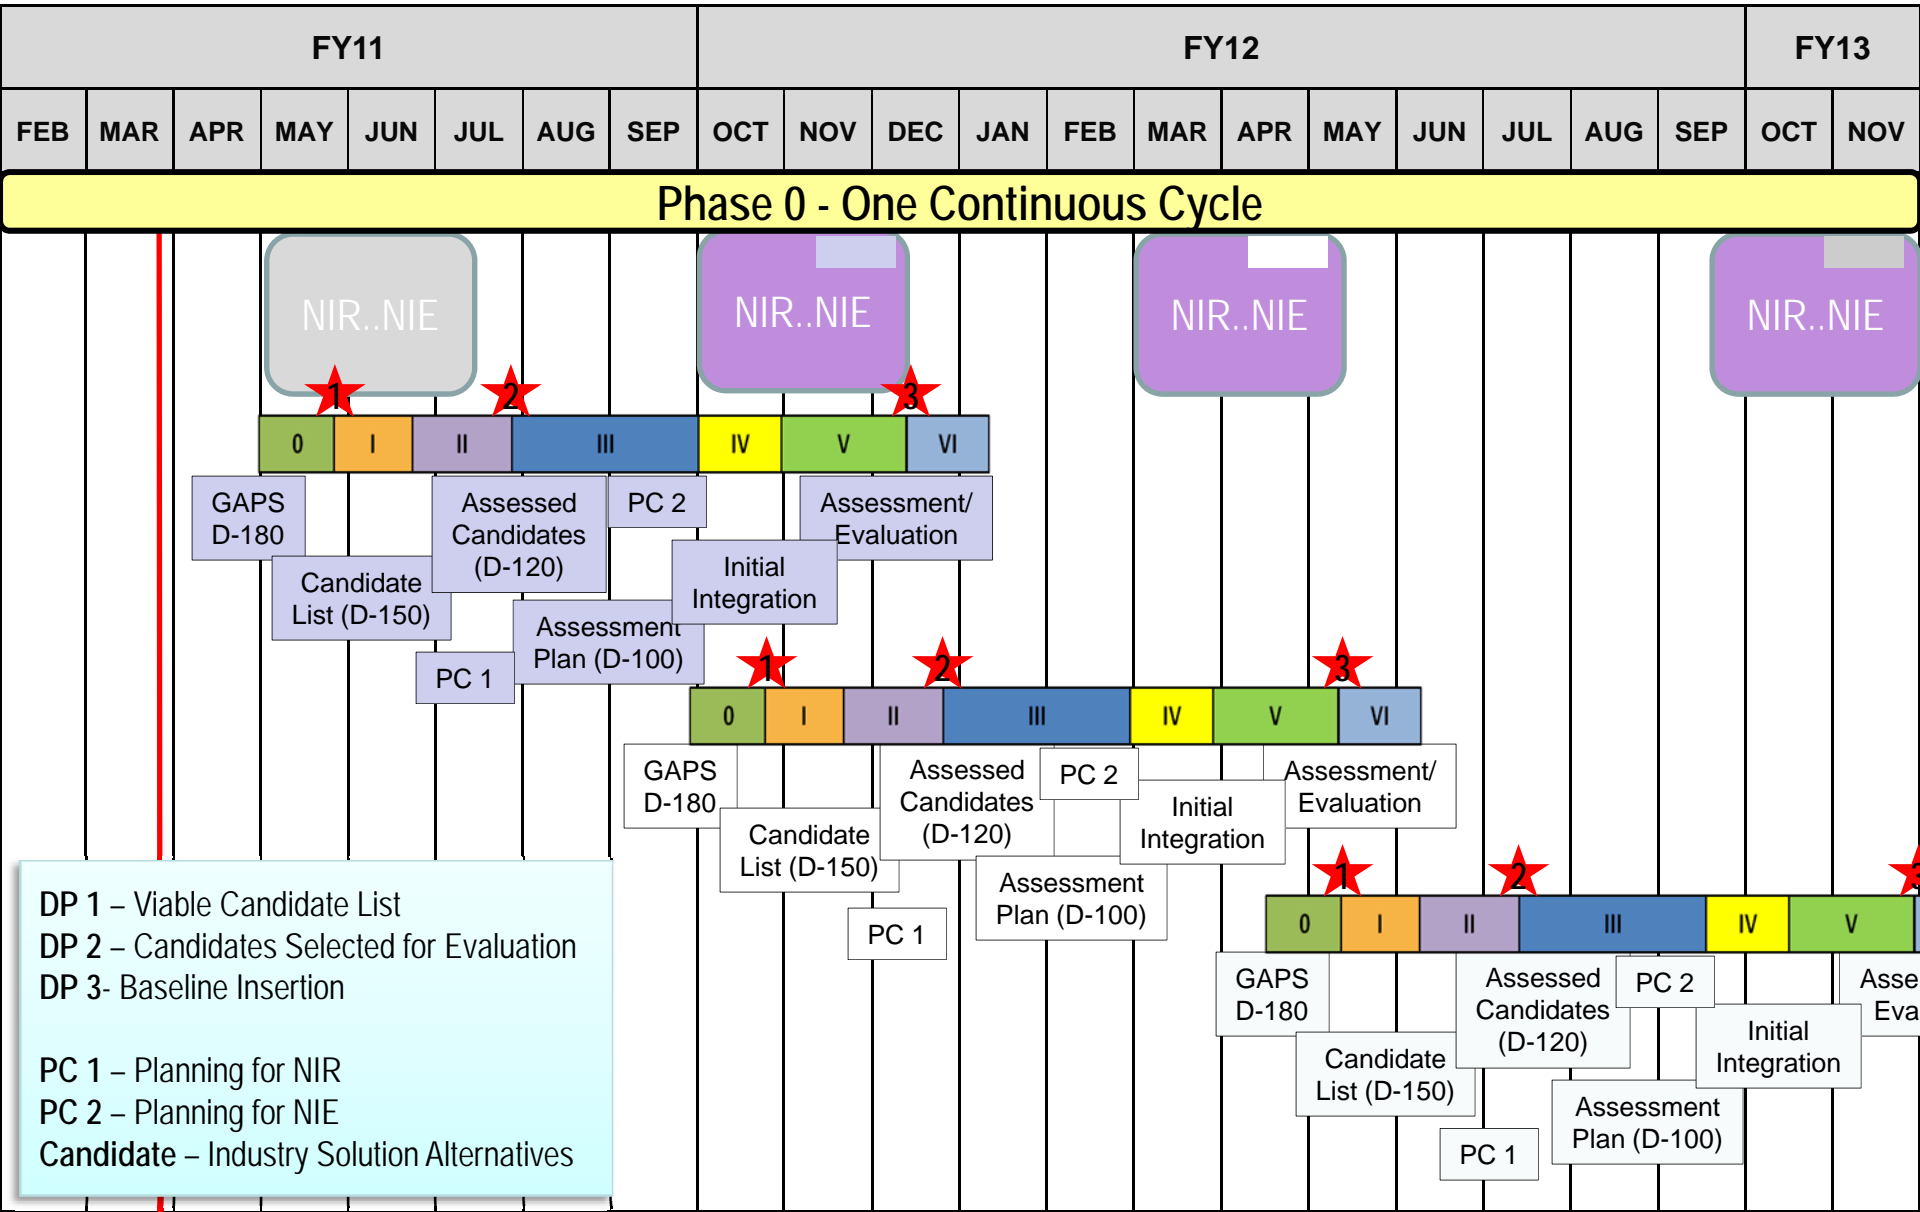 FY11 FY12 FY13
FEB MAR APR MAY JUN JUL AUG SEP OCT NOV DEC JAN FEB MAR APR MAY JUN JUL AUG SEP OCT NOV
Phase 0 - One Continuous Cycle
NIR..NIE NIR..NIE NIR..NIE NIR..NIE
1 2 3
0 I II III IV V VI
GAPS
D-180
Candidate
List (D-150)
Assessed
Candidates
(D-120)
PC 1
Assessment
Plan (D-100)
PC 2
Initial
Integration
Assessment/
Evaluation
1 2 3
0 I II III IV V VI
GAPS
D-180
Candidate
List (D-150)
Assessed
Candidates
(D-120)
PC 1
Assessment
Plan (D-100)
PC 2
Initial
Integration
Assessment/
Evaluation
1 2 3
0 I II III IV V
GAPS
D-180
Candidate
List (D-150)
Assessed
Candidates
(D-120)
PC 1
Assessment
Plan (D-100)
PC 2
Initial
Integration
Asse
Eva
DP 1 – Viable Candidate List
DP 2 – Candidates Selected for Evaluation
DP 3- Baseline Insertion
PC 1 – Planning for NIR
PC 2 – Planning for NIE
Candidate – Industry Solution Alternatives